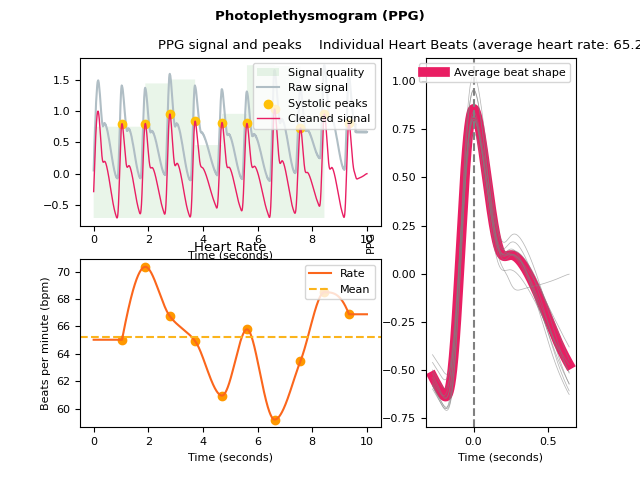 Photoplethysmogram (PPG)
PPG signal and peaks
Individual Heart Beats (average heart rate: 65.2
Signal quality
Raw signal
Systolic peaks
Cleaned signal
1.5
1.0
0.5
0.0
−0.5
0
2
4
6
8
10
Time (seconds)
Heart Rate
Rate
Mean
Beats per minute (bpm)
70
68
66
64
62
60
0
2
4
6
8
10
Time (seconds)
Average beat shape
PPG
1.00
0.75
0.50
0.25
0.00
−0.25
−0.50
−0.75
0.0
0.5
Time (seconds)